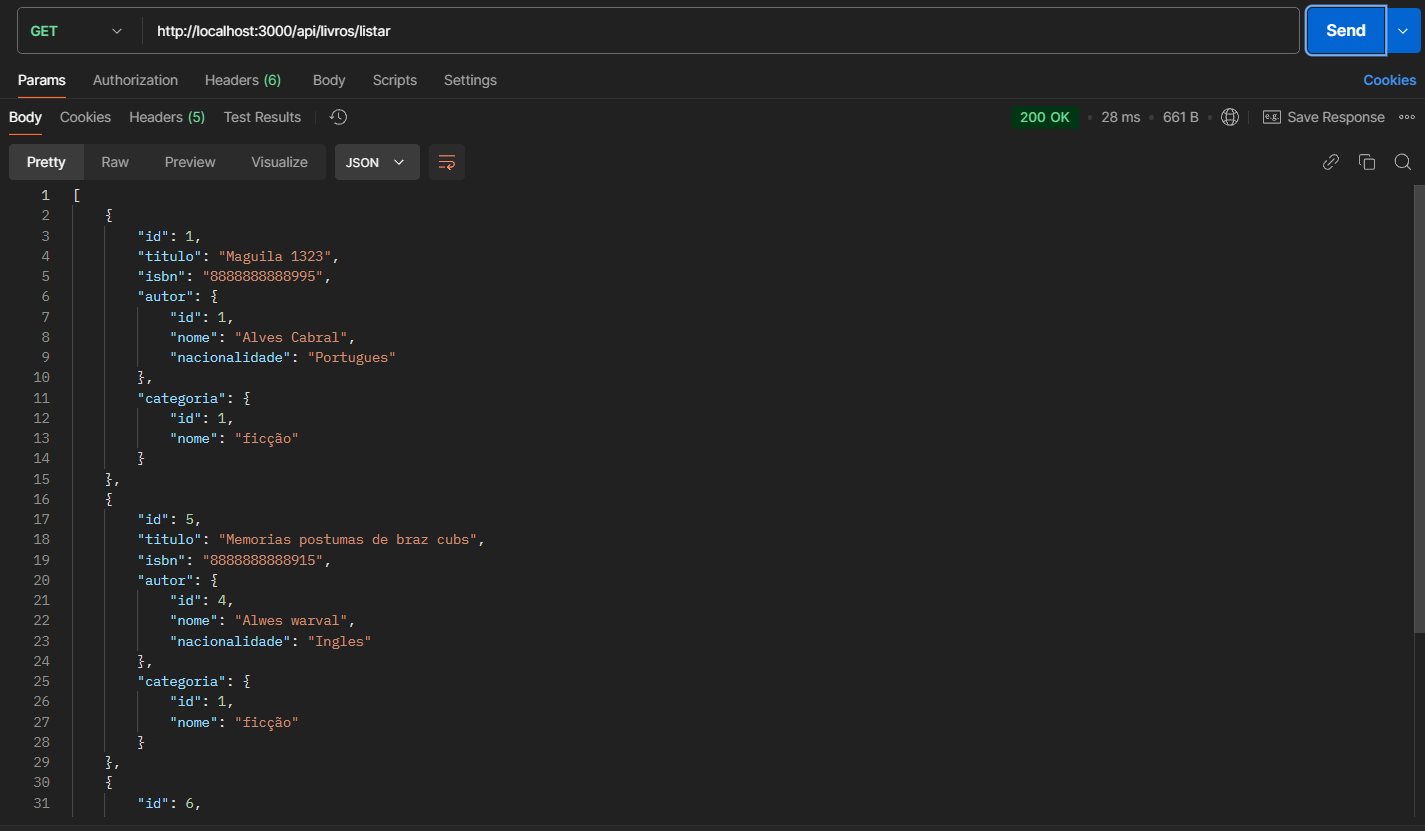 GET http://localhost:3000/api/livros/listar Send
Params Authorization Headers (6) Body Scripts Settings Cookies
Body Cookies Headers (5) Test Results 200 OK 28 ms 661 B e.g. Save Response
Pretty Raw Preview Visualize JSON
1 [
2 {
3 "id": 1,
4 "titulo": "Maguila 1323",
5 "isbn": "8888888888995",
6 "autor": {
7 "id": 1,
8 "nome": "Alves Cabral",
9 "nacionalidade": "Portugues"
10 },
11 "categoria": {
12 "id": 1,
13 "nome": "ficção"
14 }
15 },
16 {
17 "id": 5,
18 "titulo": "Memorias postumas de braz cubs",
19 "isbn": "8888888888915",
20 "autor": {
21 "id": 4,
22 "nome": "Alwes warval",
23 "nacionalidade": "Ingles"
24 },
25 "categoria": {
26 "id": 1,
27 "nome": "ficção"
28 }
29 },
30 {
31 "id": 6,